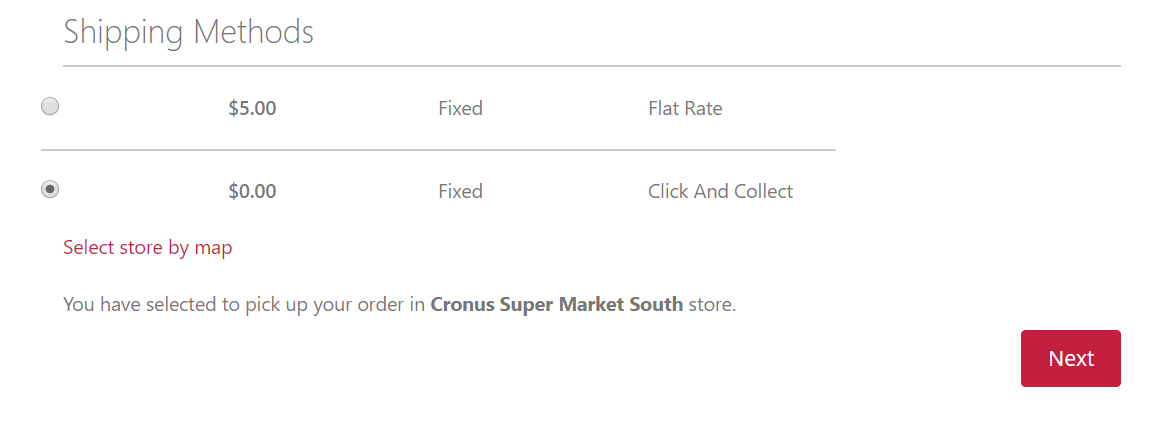 Shipping Methods
$5.00 Fixed Flat Rate
$0.00 Fixed Click And Collect
Select store by map
You have selected to pick up your order in Cronus Super Market South store.
Next